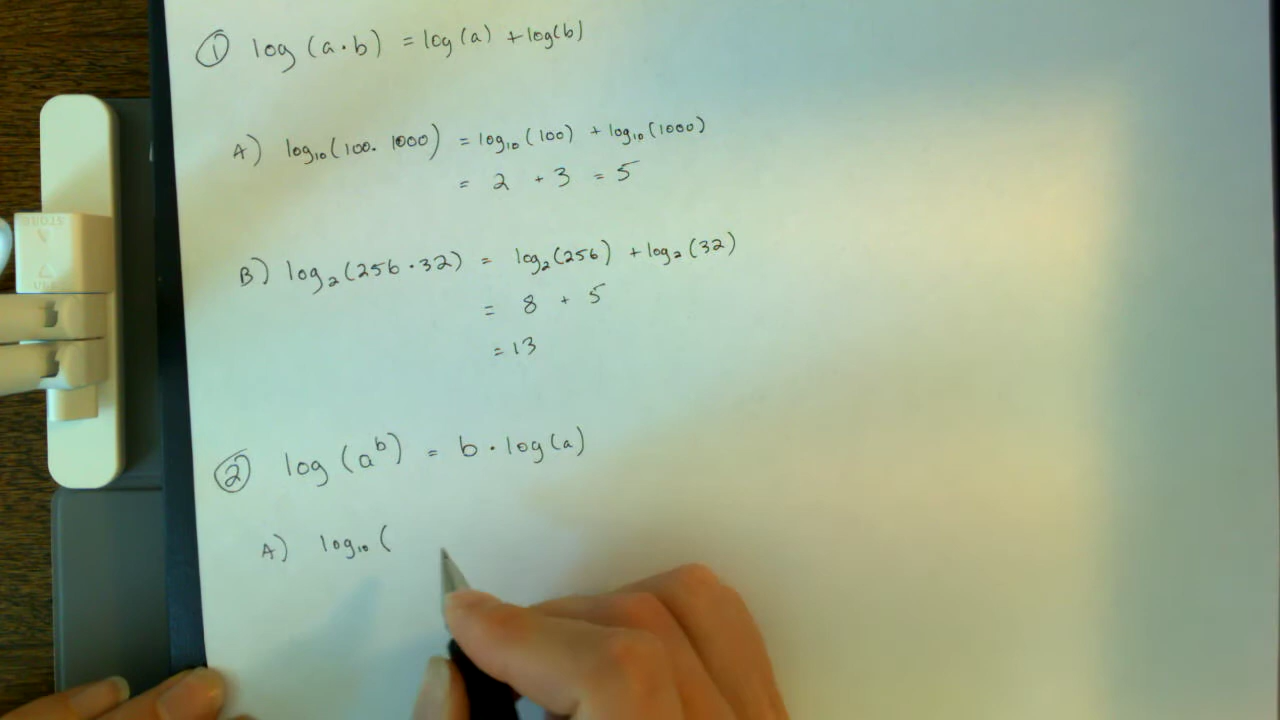 ① log (a·b) = log(a) + log(b)
A) log₁₀(100· 1000) = log₁₀(100) + log₁₀(1000)
= 2 + 3 = 5
B) log₂(256·32) = log₂(256) + log₂(32)
= 8 + 5
= 13
② log (aᵇ) = b · log(a)
A) log₁₀(